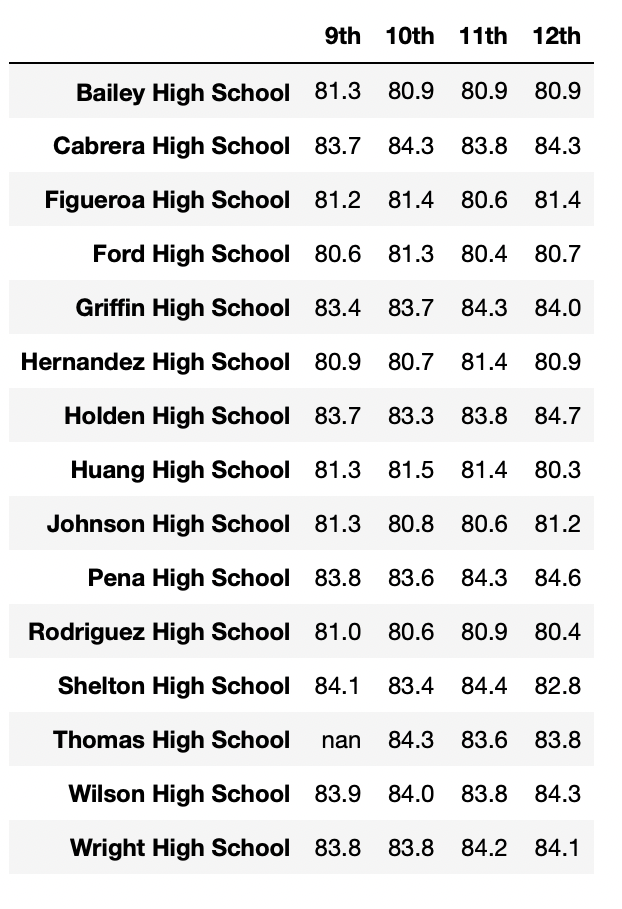 9th 10th 11th 12th
Bailey High School 81.3 80.9 80.9 80.9
Cabrera High School 83.7 84.3 83.8 84.3
Figueroa High School 81.2 81.4 80.6 81.4
Ford High School 80.6 81.3 80.4 80.7
Griffin High School 83.4 83.7 84.3 84.0
Hernandez High School 80.9 80.7 81.4 80.9
Holden High School 83.7 83.3 83.8 84.7
Huang High School 81.3 81.5 81.4 80.3
Johnson High School 81.3 80.8 80.6 81.2
Pena High School 83.8 83.6 84.3 84.6
Rodriguez High School 81.0 80.6 80.9 80.4
Shelton High School 84.1 83.4 84.4 82.8
Thomas High School nan 84.3 83.6 83.8
Wilson High School 83.9 84.0 83.8 84.3
Wright High School 83.8 83.8 84.2 84.1